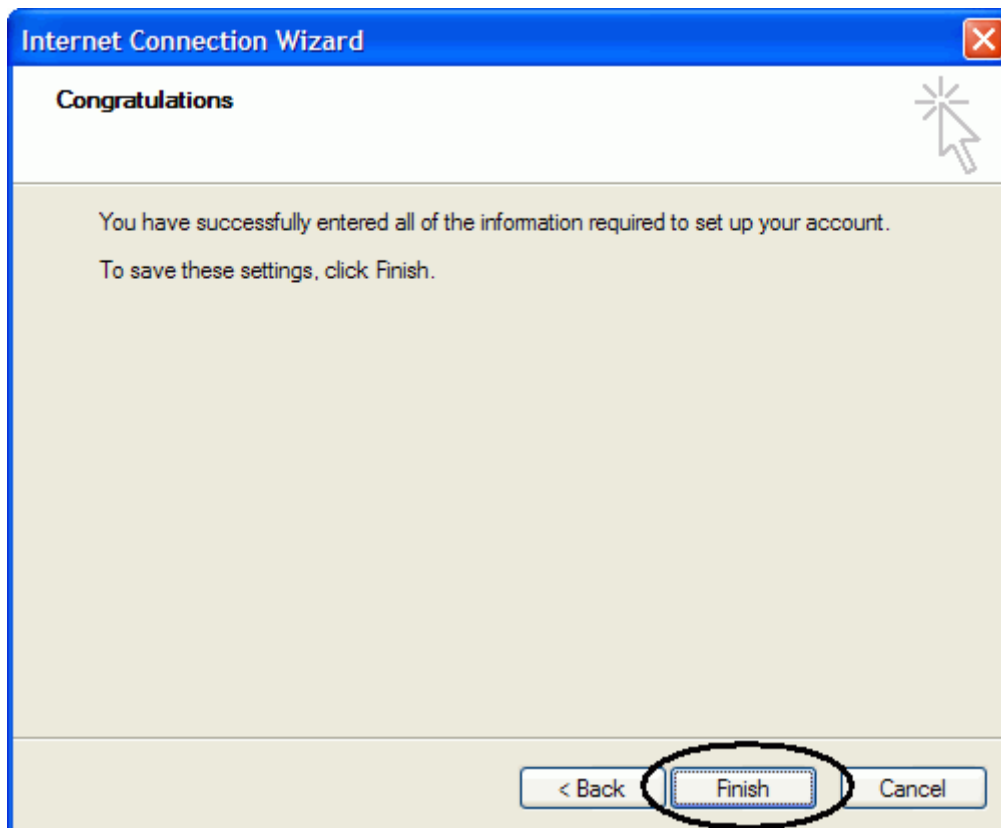 Internet Connection Wizard
Congratulations
You have successfully entered all of the information required to set up your account.
To save these settings, click Finish.
< Back
Finish
Cancel